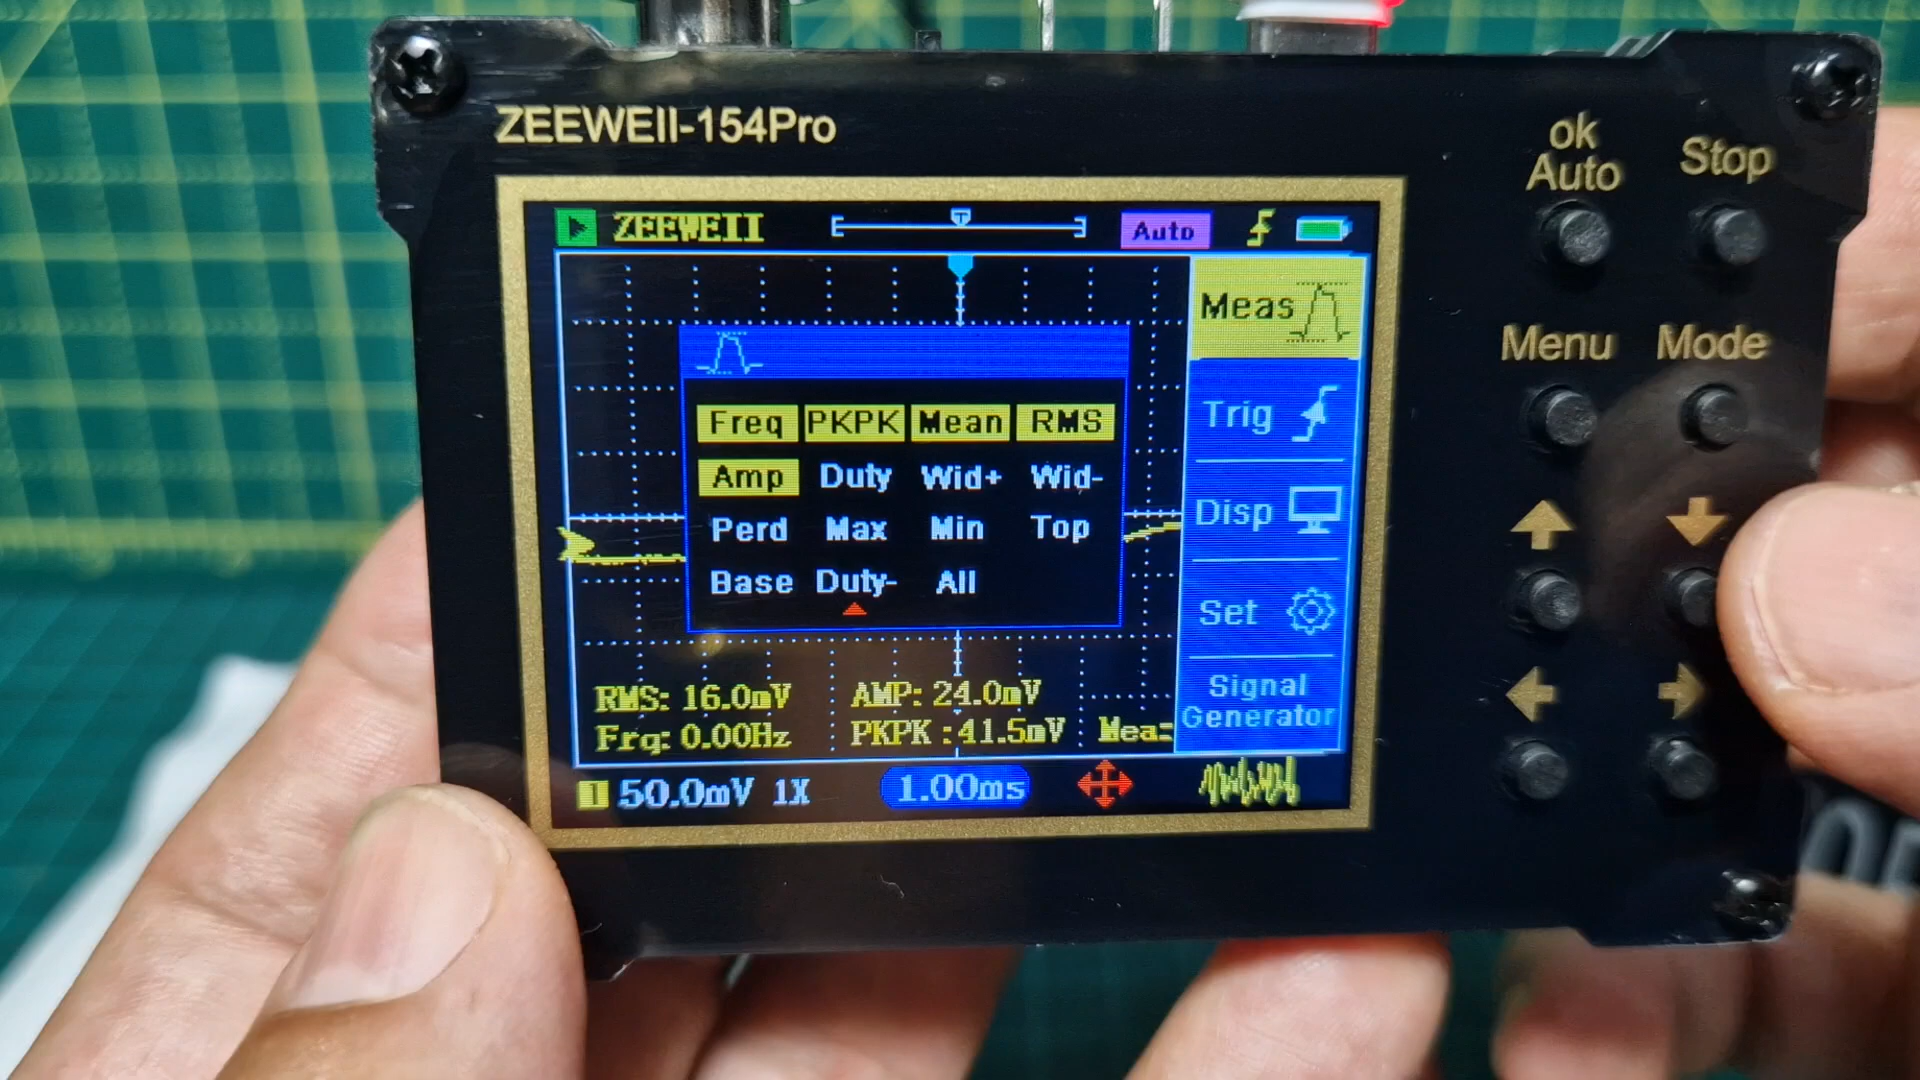 ZEEWEII-154Pro
ok
Auto
Stop
Menu
Mode
ZEEWEII
T
Auto
Meas
Trig
Disp
Set
Signal
Generator
Freq PKPK Mean RMS
Amp Duty Wid+ Wid-
Perd Max Min Top
Base Duty- All
RMS: 16.0mV AMP: 24.0mV
Frq: 0.00Hz PKPK : 41.5mV Mea:
1 50.0mV 1X 1.00ms